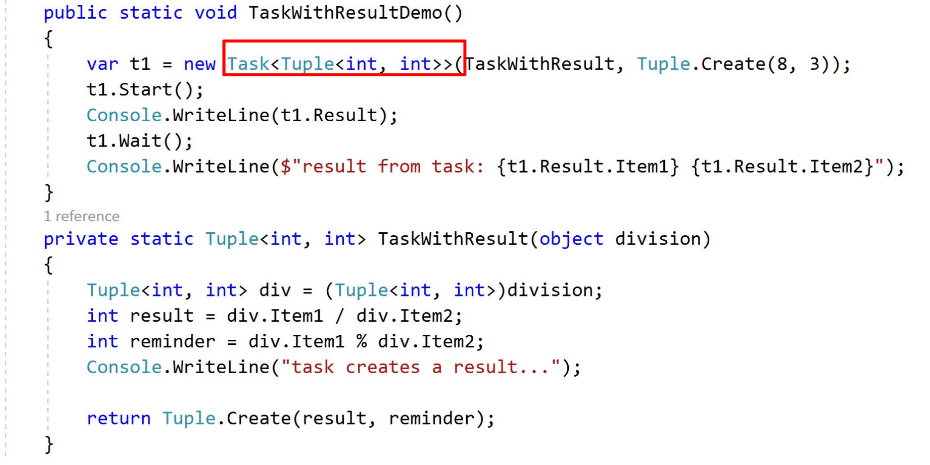 public static void TaskWithResultDemo()
{
var t1 = new Task<Tuple<int, int>>(TaskWithResult, Tuple.Create(8, 3));
t1.Start();
Console.WriteLine(t1.Result);
t1.Wait();
Console.WriteLine($"result from task: {t1.Result.Item1} {t1.Result.Item2}");
}
1 reference
private static Tuple<int, int> TaskWithResult(object division)
{
Tuple<int, int> div = (Tuple<int, int>)division;
int result = div.Item1 / div.Item2;
int reminder = div.Item1 % div.Item2;
Console.WriteLine("task creates a result...");
return Tuple.Create(result, reminder);
}